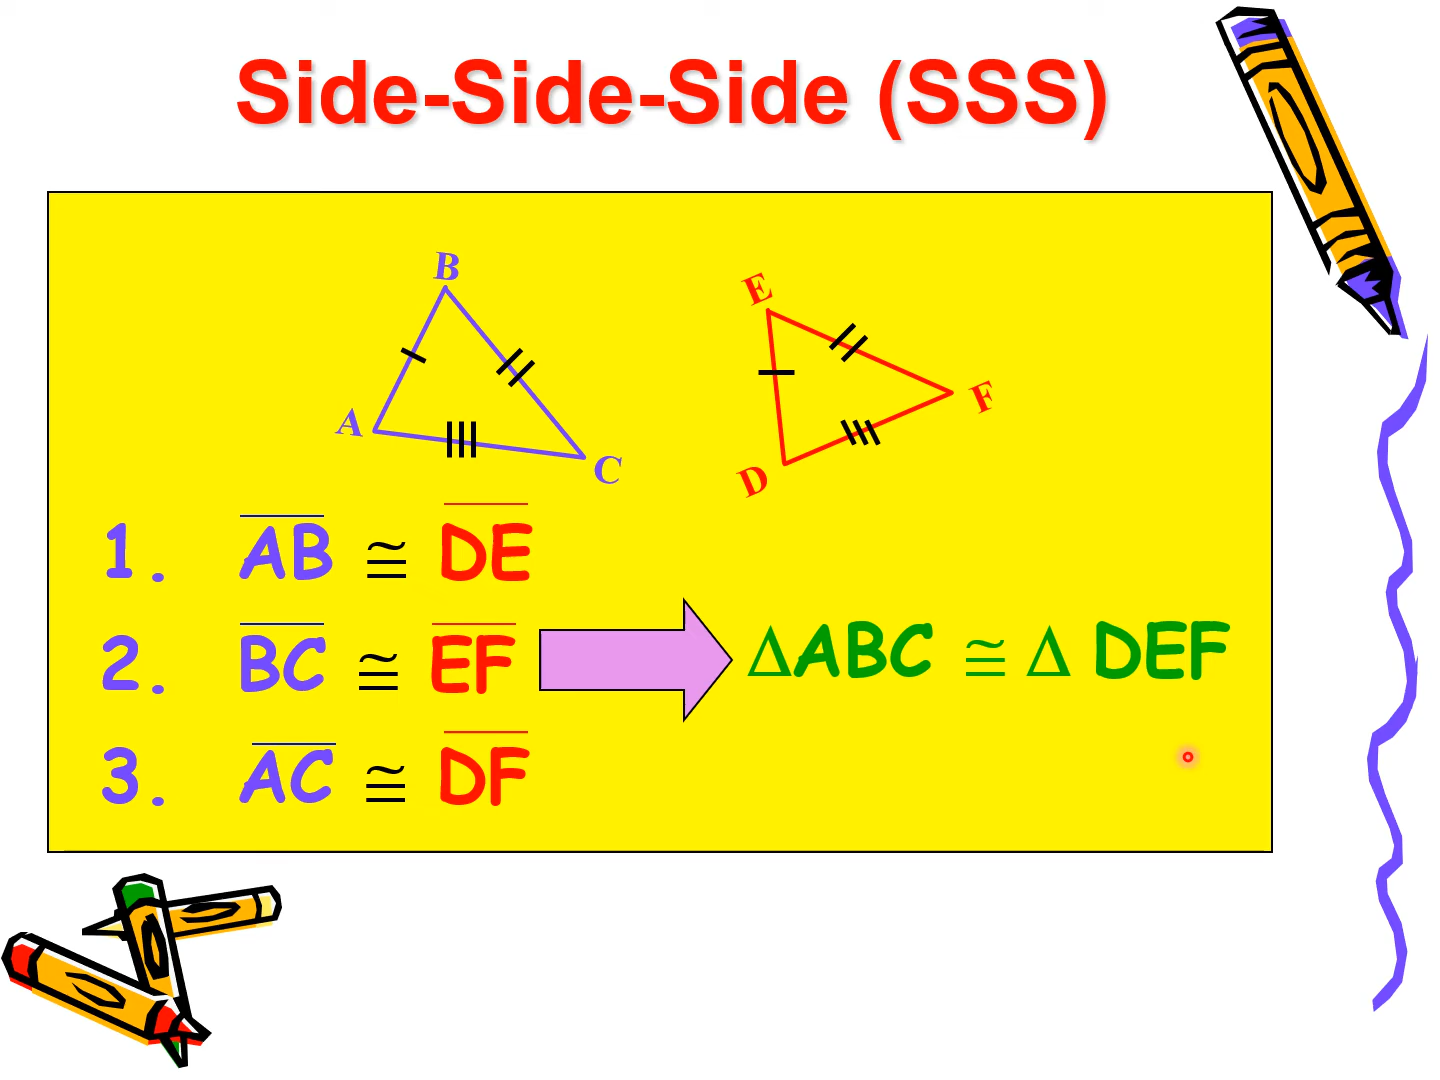 Side-Side-Side (SSS)
B
E
A
F
C
D
1. AB ≅ DE
2. BC ≅ EF
ΔABC ≅ Δ DEF
3. AC ≅ DF